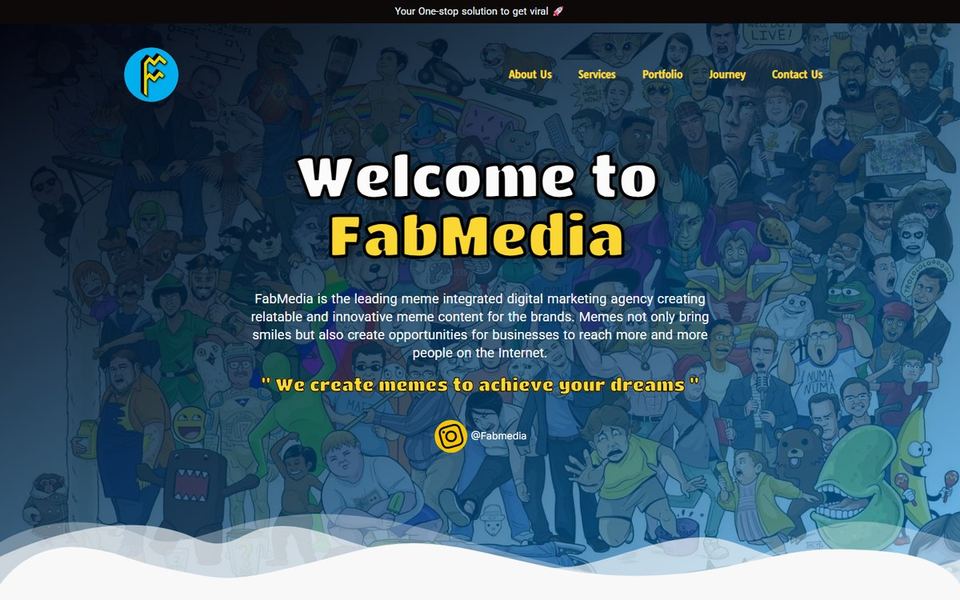 Your One-stop solution to get viral 🚀
About Us
Services
Portfolio
Journey
Contact Us
Welcome to
FabMedia
FabMedia is the leading meme integrated digital marketing agency creating
relatable and innovative meme content for the brands. Memes not only bring
smiles but also create opportunities for businesses to reach more and more
people on the Internet.
" We create memes to achieve your dreams "
@Fabmedia
LIVE!
NUMA
NUMA